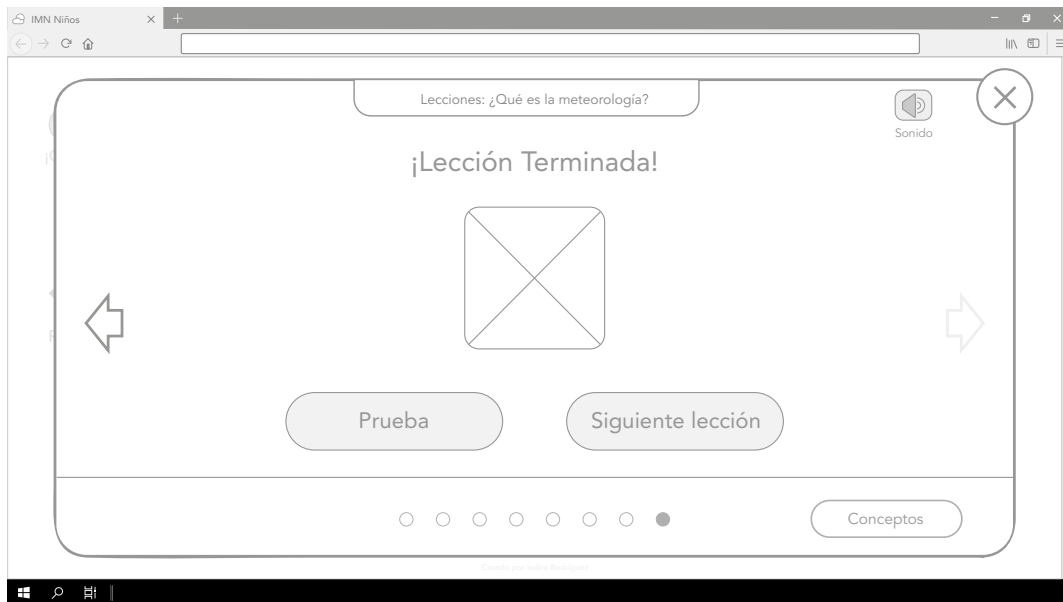 IMN Niños
Lecciones: ¿Qué es la meteorología?
Sonido
¡Lección Terminada!
Prueba
Siguiente lección
Conceptos